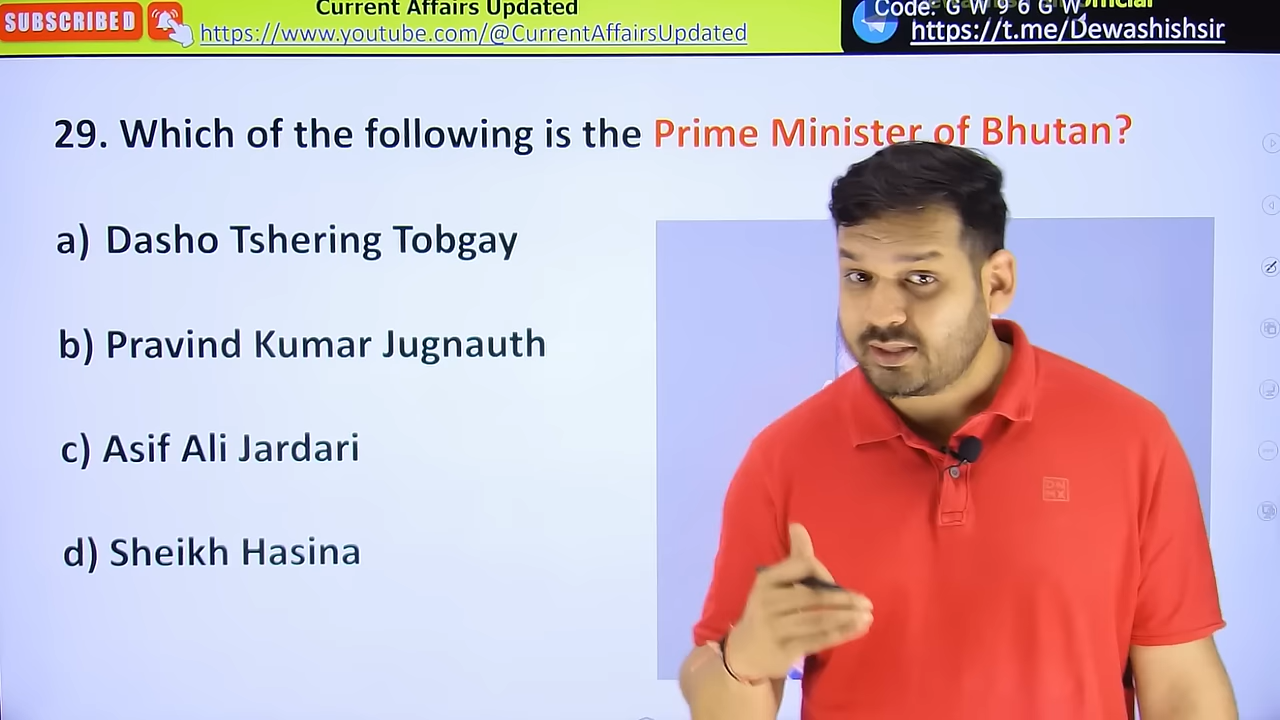 SUBSCRIBED
Current Affairs Updated
https://www.youtube.com/@CurrentAffairsUpdated
Code: G W 9 6 G W
https://t.me/Dewashishsir
29. Which of the following is the Prime Minister of Bhutan?
a) Dasho Tshering Tobgay
b) Pravind Kumar Jugnauth
c) Asif Ali Jardari
d) Sheikh Hasina